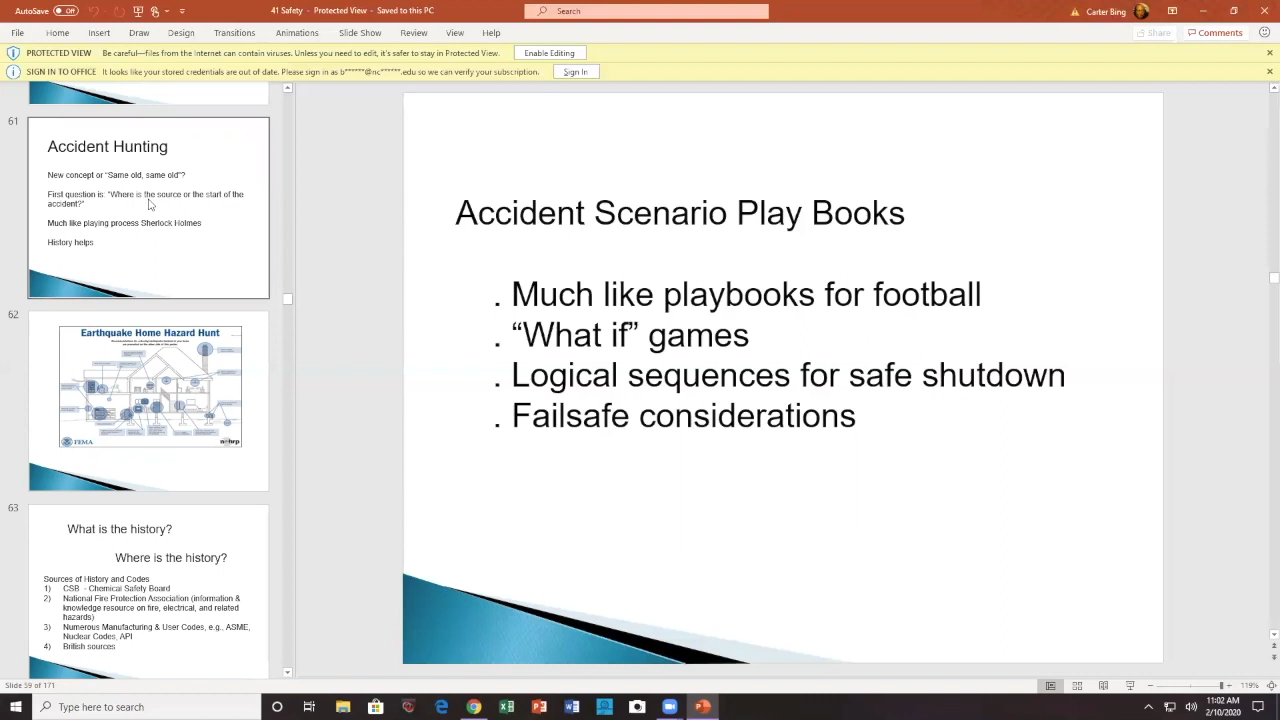 AutoSave Off
41 Safety - Protected View - Saved to this PC
Search
Carter Bing
File Home Insert Draw Design Transitions Animations Slide Show Review View Help
Share Comments
PROTECTED VIEW Be careful—files from the Internet can contain viruses. Unless you need to edit, it's safer to stay in Protected View. Enable Editing
SIGN IN TO OFFICE It looks like your stored credentials are out of date. Please sign in as b******@nc******.edu so we can verify your subscription. Sign In
61
Accident Hunting
New concept or "Same old, same old"?
First question is: "Where is the source or the start of the
accident?"
Much like playing process Sherlock Holmes
History helps
62
Earthquake Home Hazard Hunt
FEMA
63
What is the history?
Where is the history?
Sources of History and Codes
1) CSB - Chemical Safety Board
2) National Fire Protection Association (information &
knowledge resource on fire, electrical, and related
hazards)
3) Numerous Manufacturing & User Codes, e.g., ASME,
Nuclear Codes, API
4) British sources
Accident Scenario Play Books
. Much like playbooks for football
. “What if” games
. Logical sequences for safe shutdown
. Failsafe considerations
Slide 59 of 171
119%
Type here to search
11:02 AM
2/10/2020